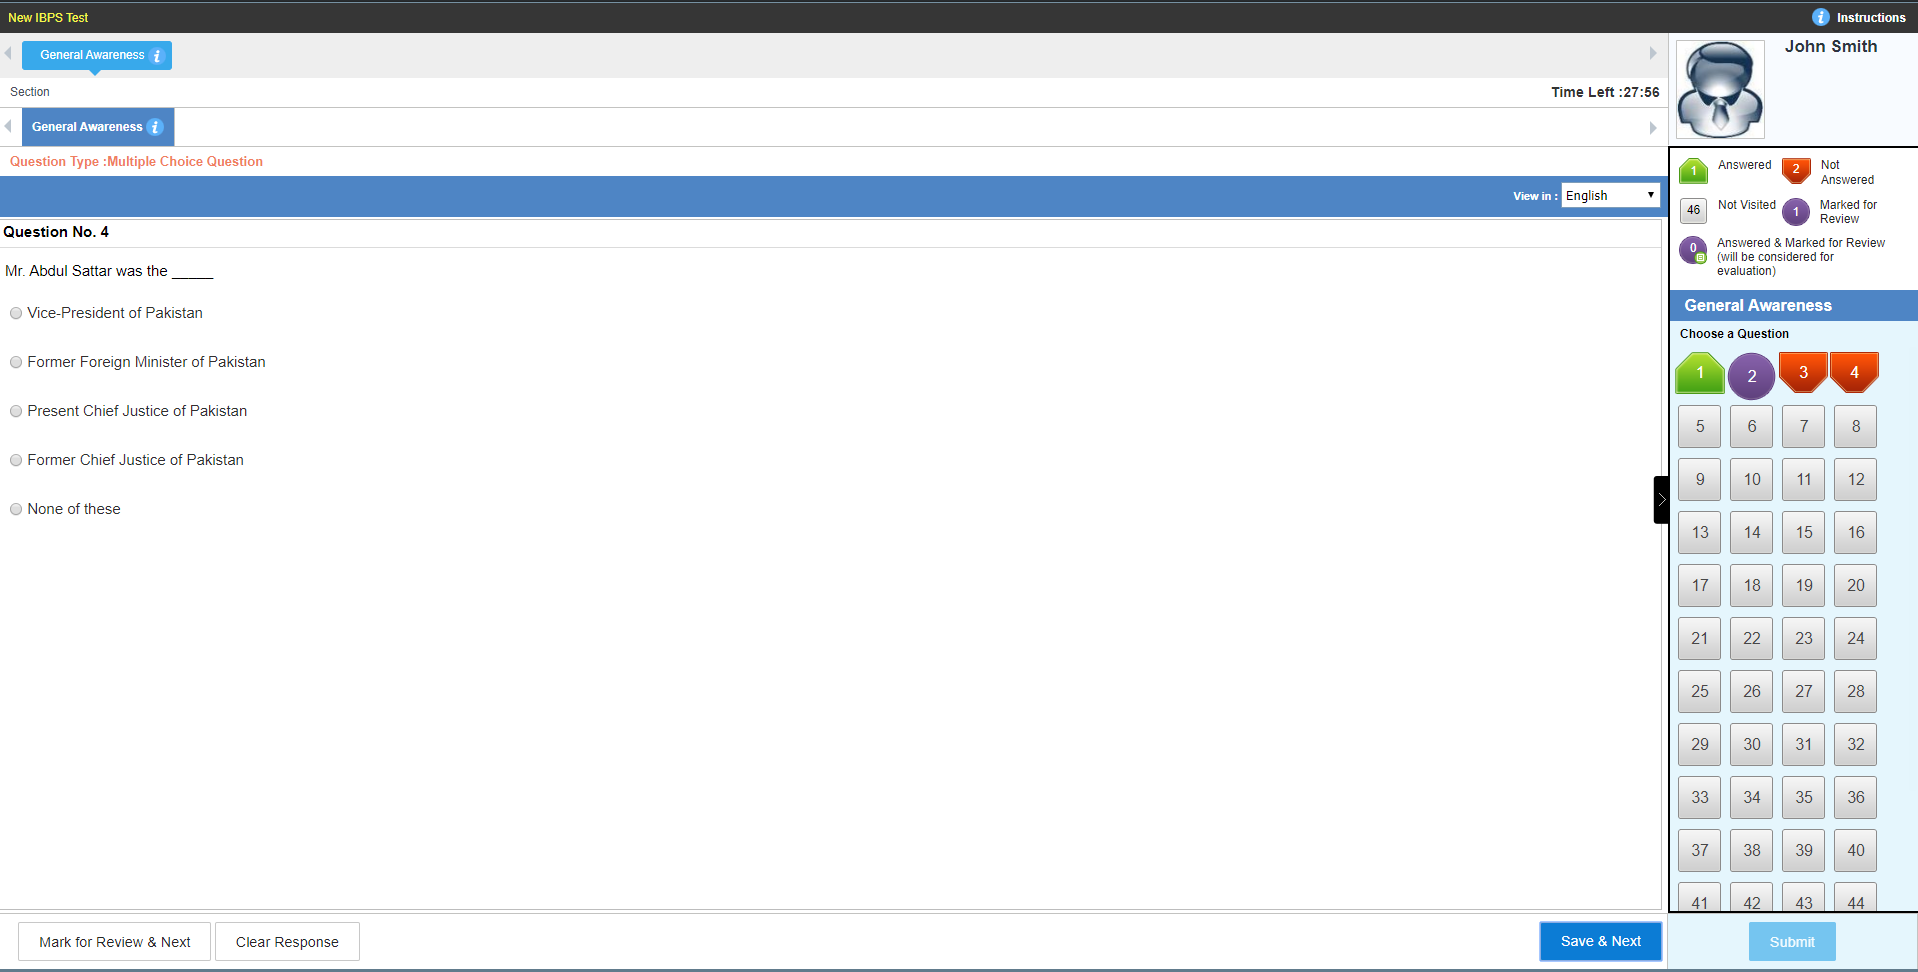 New IBPS Test
i Instructions
General Awareness i
John Smith
Section
Time Left :27:56
General Awareness i
Question Type :Multiple Choice Question
View in : English
Question No. 4
Mr. Abdul Sattar was the _____
Vice-President of Pakistan
Former Foreign Minister of Pakistan
Present Chief Justice of Pakistan
Former Chief Justice of Pakistan
None of these
1 Answered
2 Not Answered
46 Not Visited
1 Marked for Review
0 Answered & Marked for Review
(will be considered for
evaluation)
General Awareness
Choose a Question
1 2 3 4
5 6 7 8
9 10 11 12
13 14 15 16
17 18 19 20
21 22 23 24
25 26 27 28
29 30 31 32
33 34 35 36
37 38 39 40
41 42 43 44
Mark for Review & Next
Clear Response
Save & Next
Submit